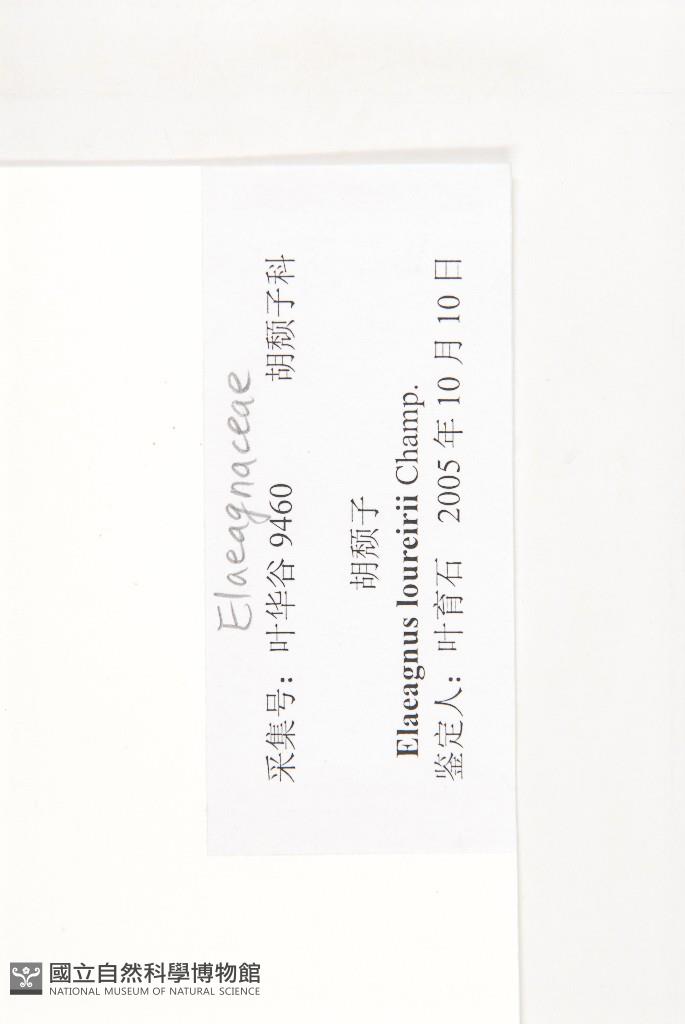 Elaeagnaceae
采集号：叶华谷 9460 胡颓子科
胡颓子
Elaeagnus loureirii Champ.
鉴定人：叶育石 2005 年 10 月 10 日
國立自然科學博物館
NATIONAL MUSEUM OF NATURAL SCIENCE